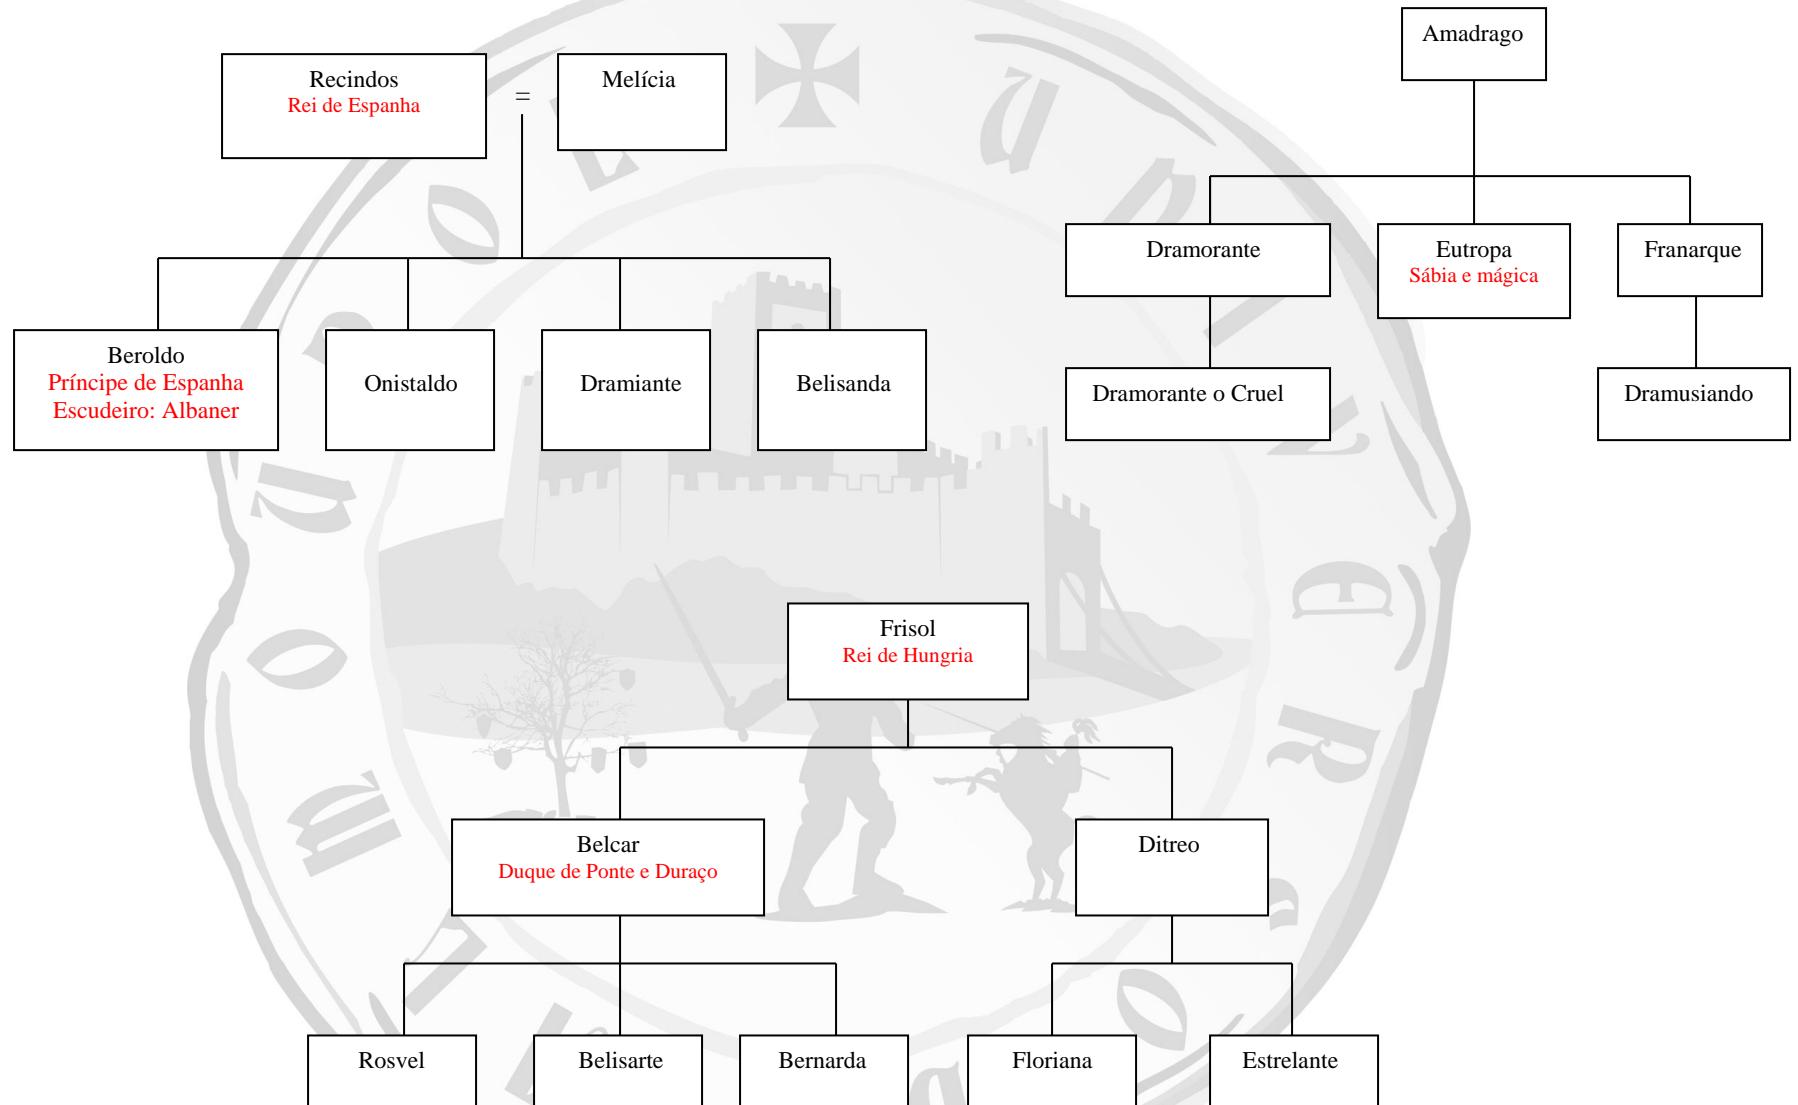 Amadrago
Recindos
Rei de Espanha
=
Melícia
Dramorante
Eutropa
Sábia e mágica
Franarque
Beroldo
Príncipe de Espanha
Escudeiro: Albaner
Onistaldo
Dramiante
Belisanda
Dramorante o Cruel
Dramusiando
Frisol
Rei de Hungria
Belcar
Duque de Ponte e Duraço
Ditreo
Rosvel
Belisarte
Bernarda
Floriana
Estrelante